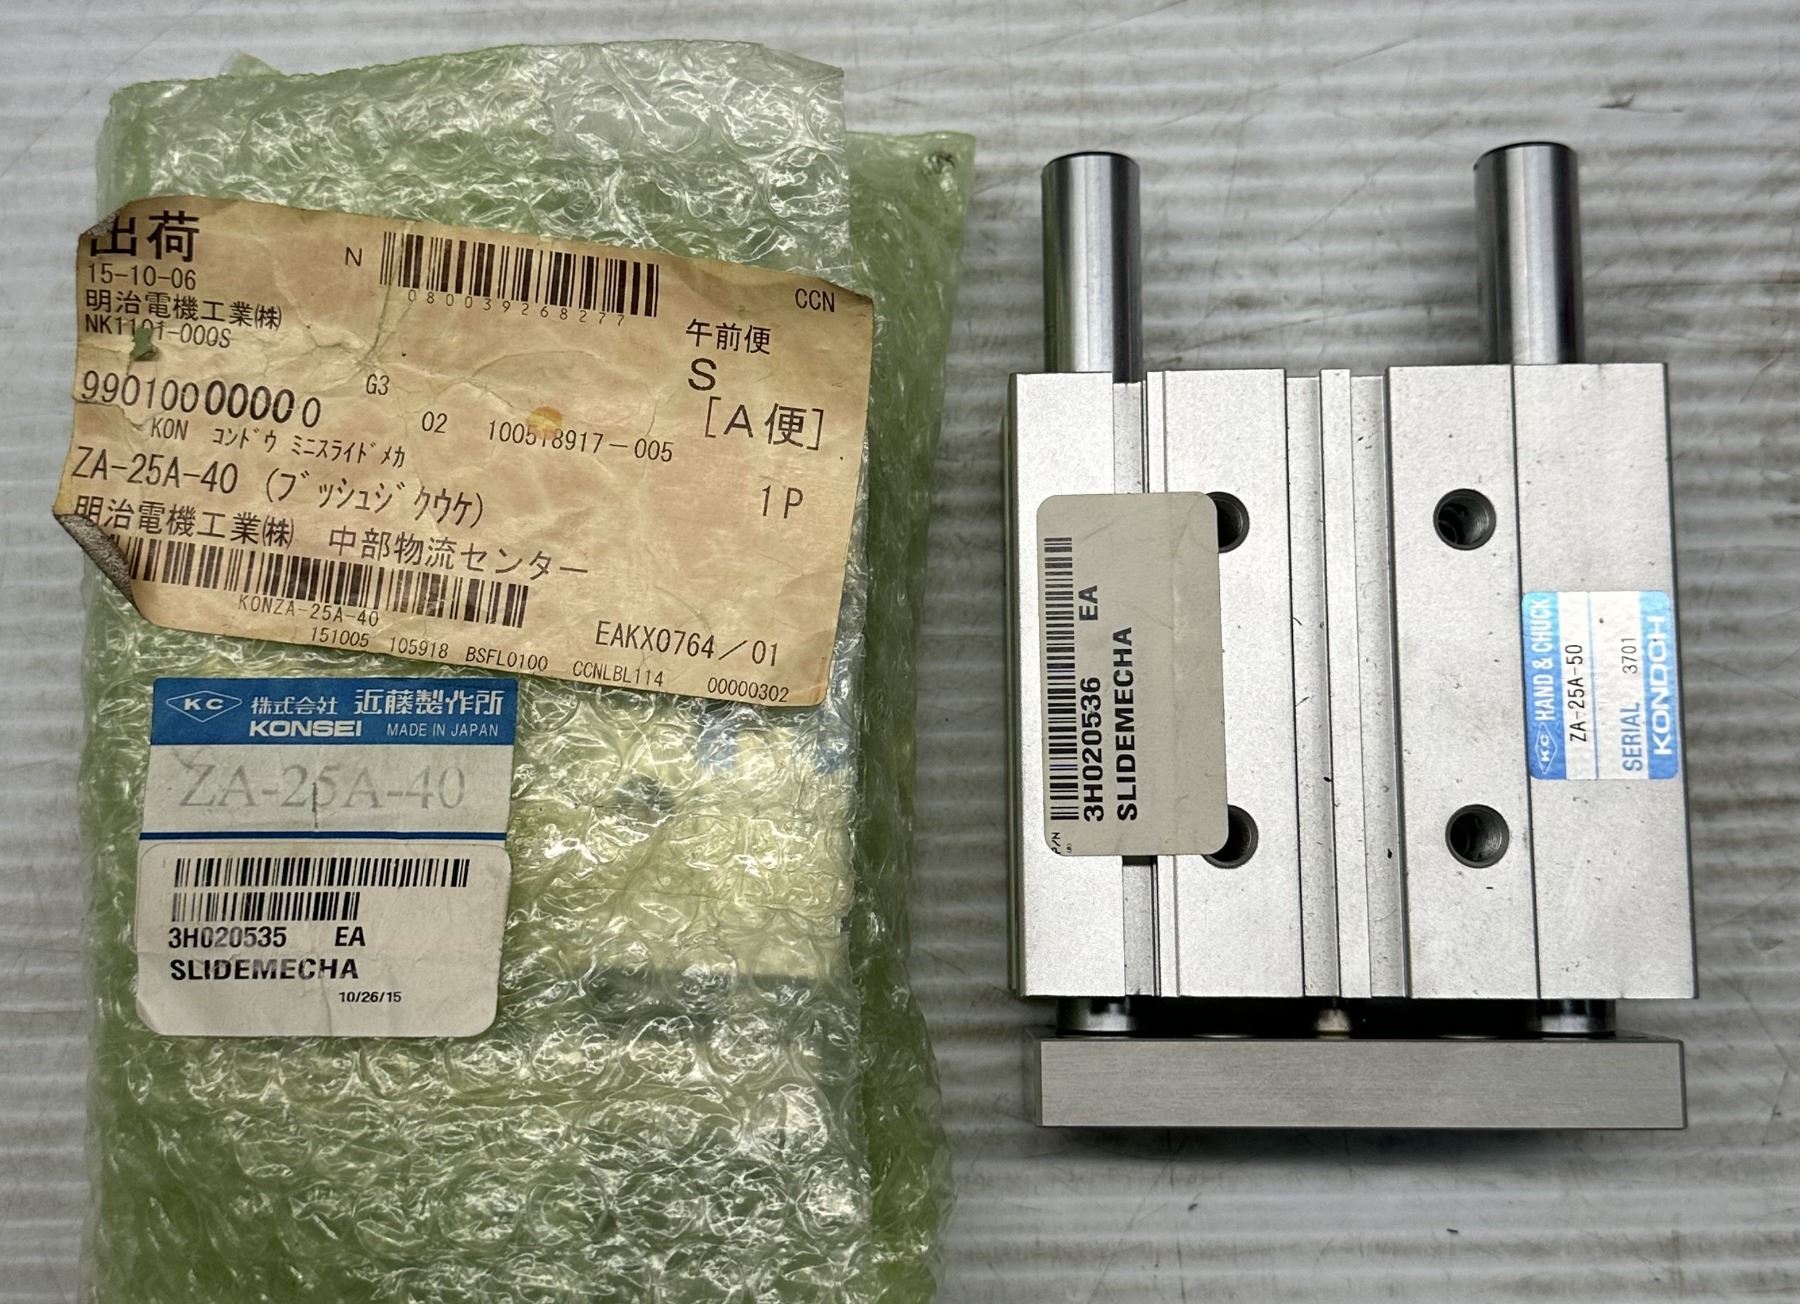 出荷
15-10-06
明治電機工業㈱
NK1101-000S
N
0800039268277
CCN
午前便
S
[A便]
990100000000
G3
02
100518917-005
KON コンドウ ミニスライドメカ
ZA-25A-40 (ブッシュジクウケ)
1P
明治電機工業㈱ 中部物流センター
KONZA-25A-40
EAKX0764/01
151005 105918 BSFL0100 CCNLBL114 00000302
KC 株式会社 近藤製作所
KONSEI MADE IN JAPAN
ZA-25A-40
3H020535 EA
SLIDEMECHA
10/26/15
P/N
3H020536 EA
SLIDEMECHA
KC HAND & CHUCK
ZA-25A-50
SERIAL 3701
KONDOH